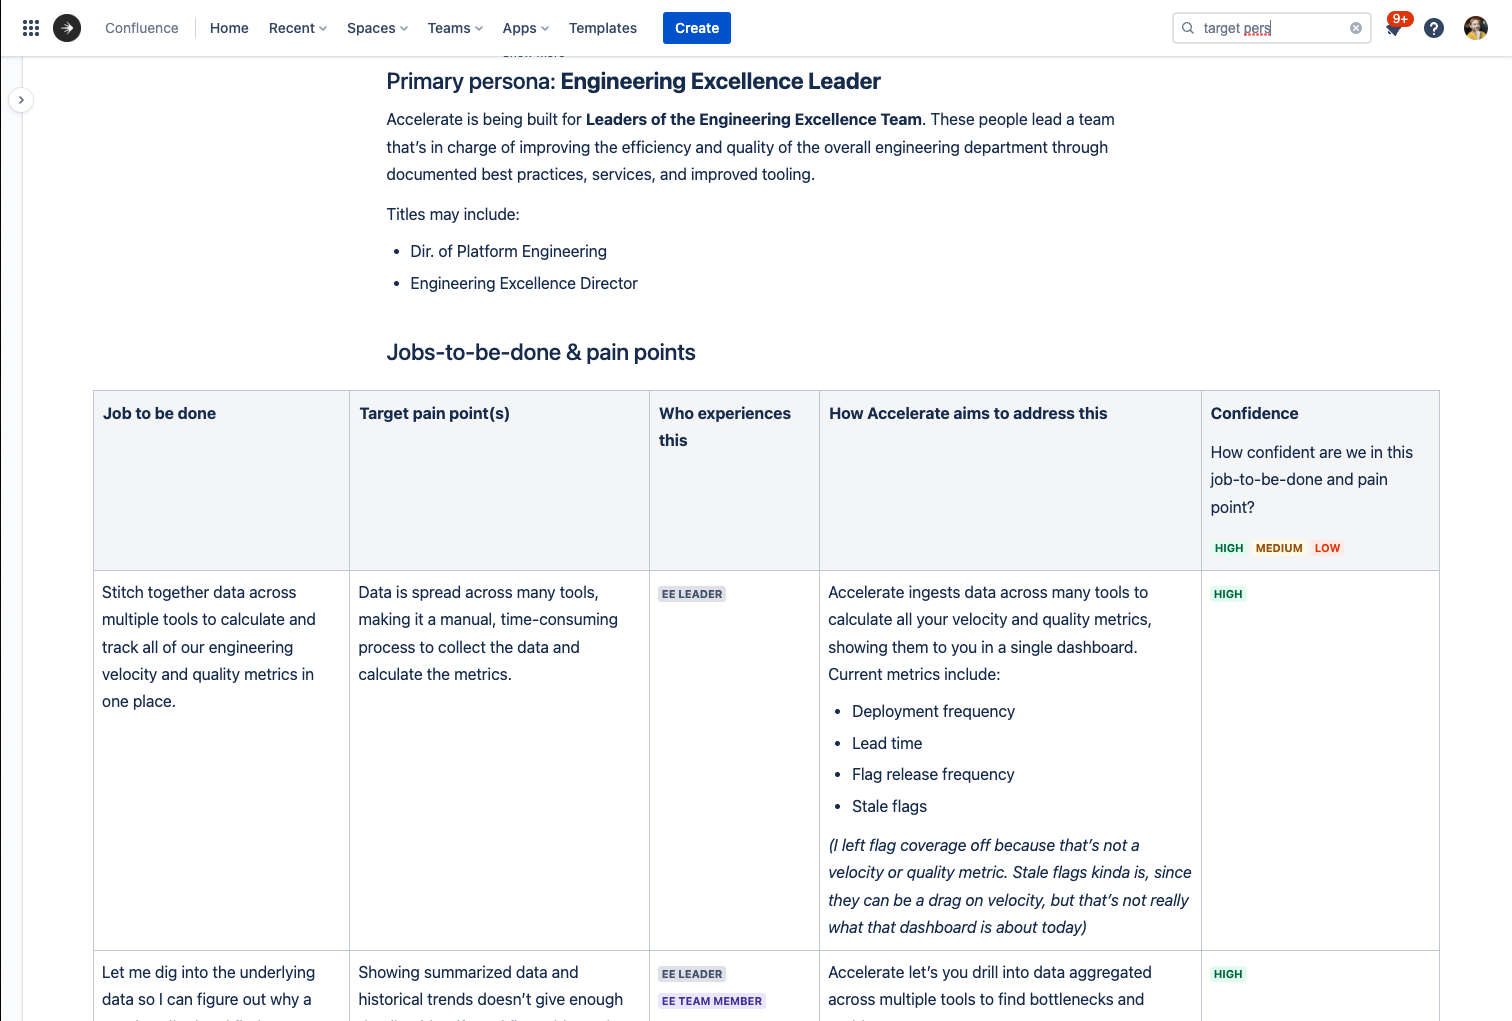 Confluence
Home
Recent
Spaces
Teams
Apps
Templates
Create
target pers
9+
Primary persona: Engineering Excellence Leader
Accelerate is being built for Leaders of the Engineering Excellence Team. These people lead a team
that’s in charge of improving the efficiency and quality of the overall engineering department through
documented best practices, services, and improved tooling.
Titles may include:
• Dir. of Platform Engineering
• Engineering Excellence Director
Jobs-to-be-done & pain points
Job to be done
Target pain point(s)
Who experiences
this
How Accelerate aims to address this
Confidence
How confident are we in this
job-to-be-done and pain
point?
HIGH MEDIUM LOW
Stitch together data across
multiple tools to calculate and
track all of our engineering
velocity and quality metrics in
one place.
Data is spread across many tools,
making it a manual, time-consuming
process to collect the data and
calculate the metrics.
EE LEADER
Accelerate ingests data across many tools to
calculate all your velocity and quality metrics,
showing them to you in a single dashboard.
Current metrics include:
• Deployment frequency
• Lead time
• Flag release frequency
• Stale flags
(I left flag coverage off because that’s not a
velocity or quality metric. Stale flags kinda is, since
they can be a drag on velocity, but that’s not really
what that dashboard is about today)
HIGH
Let me dig into the underlying
data so I can figure out why a
Showing summarized data and
historical trends doesn’t give enough
EE LEADER
EE TEAM MEMBER
Accelerate let’s you drill into data aggregated
across multiple tools to find bottlenecks and
HIGH